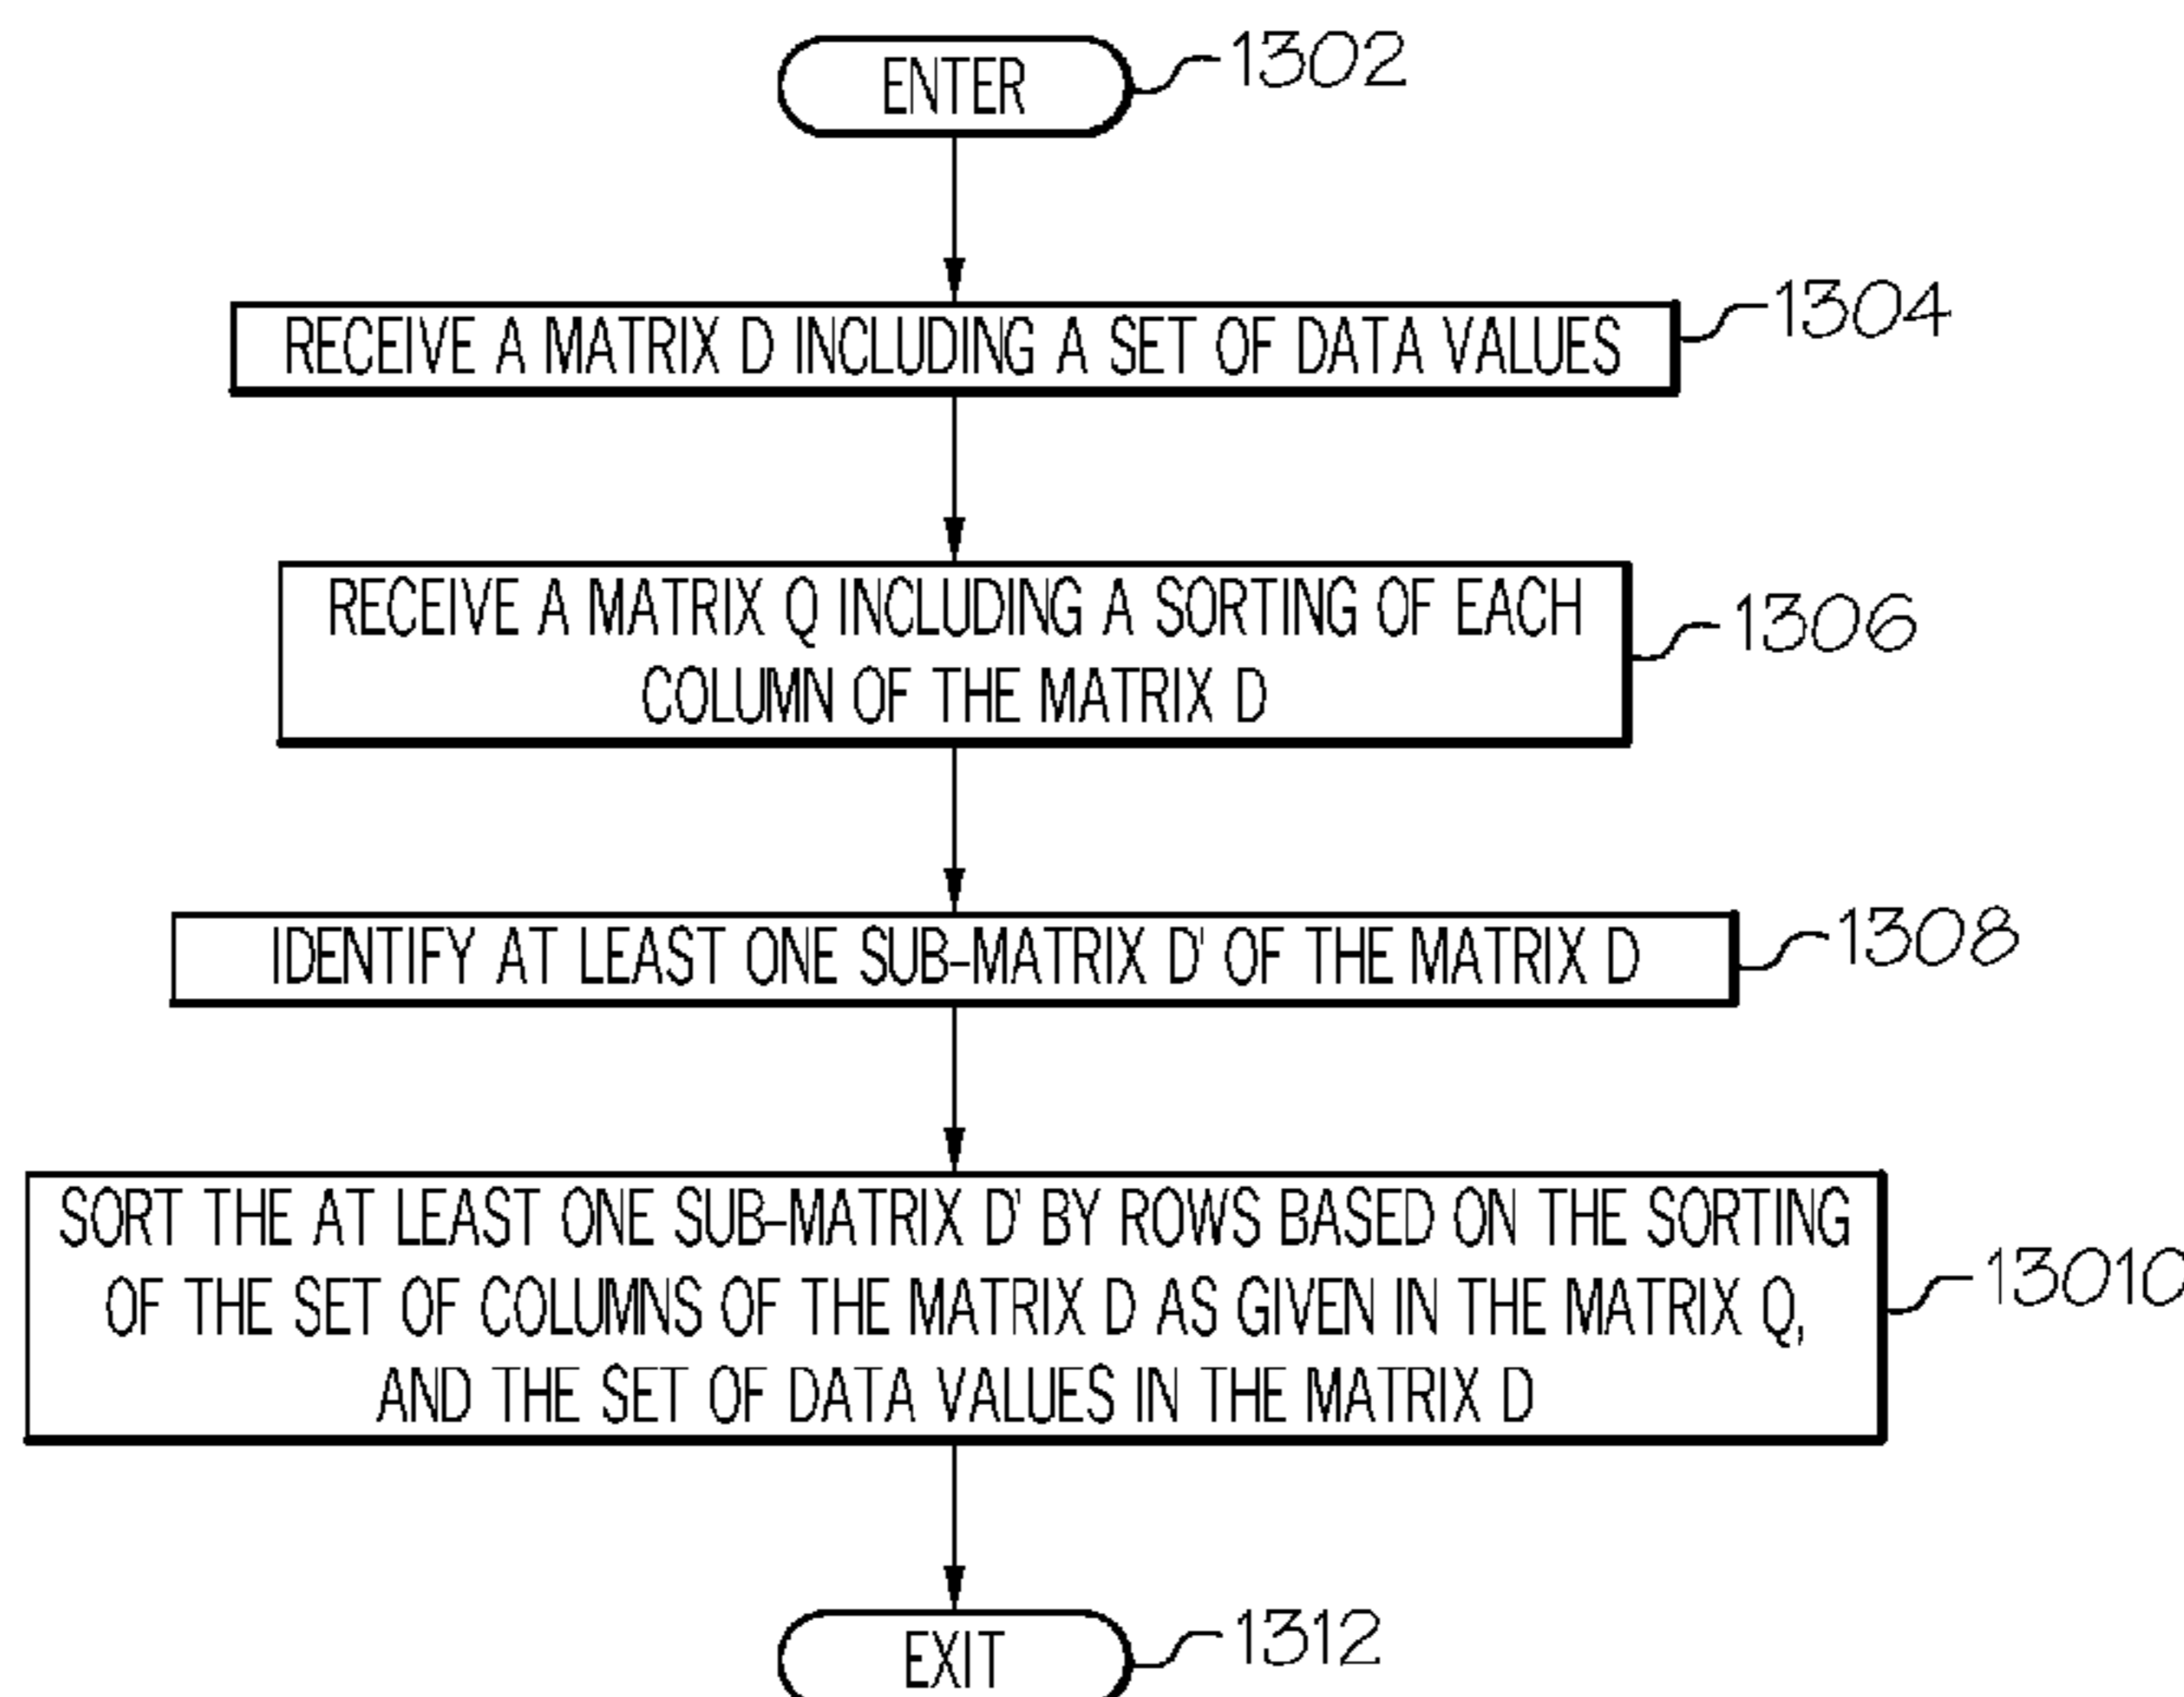 ENTER
1302
RECEIVE A MATRIX D INCLUDING A SET OF DATA VALUES
1304
RECEIVE A MATRIX Q INCLUDING A SORTING OF EACH
COLUMN OF THE MATRIX D
1306
IDENTIFY AT LEAST ONE SUB-MATRIX D' OF THE MATRIX D
1308
SORT THE AT LEAST ONE SUB-MATRIX D' BY ROWS BASED ON THE SORTING
OF THE SET OF COLUMNS OF THE MATRIX D AS GIVEN IN THE MATRIX Q,
AND THE SET OF DATA VALUES IN THE MATRIX D
13010
EXIT
1312